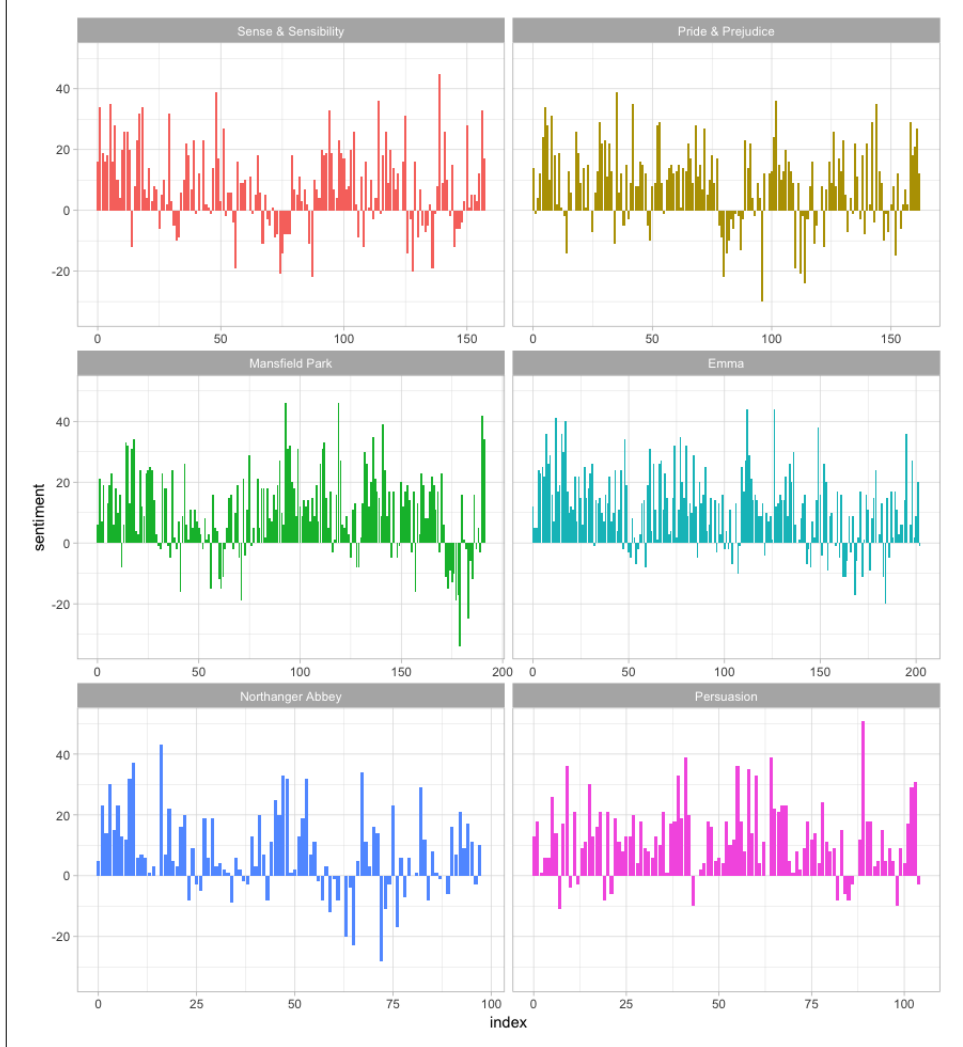 Sense & Sensibility
Pride & Prejudice
40
20
0
-20
0 50 100 150
0 50 100 150
Mansfield Park
Emma
sentiment
40
20
0
-20
0 50 100 150 200
0 50 100 150 200
Northanger Abbey
Persuasion
40
20
0
-20
0 25 50 75 100
0 25 50 75 100
index